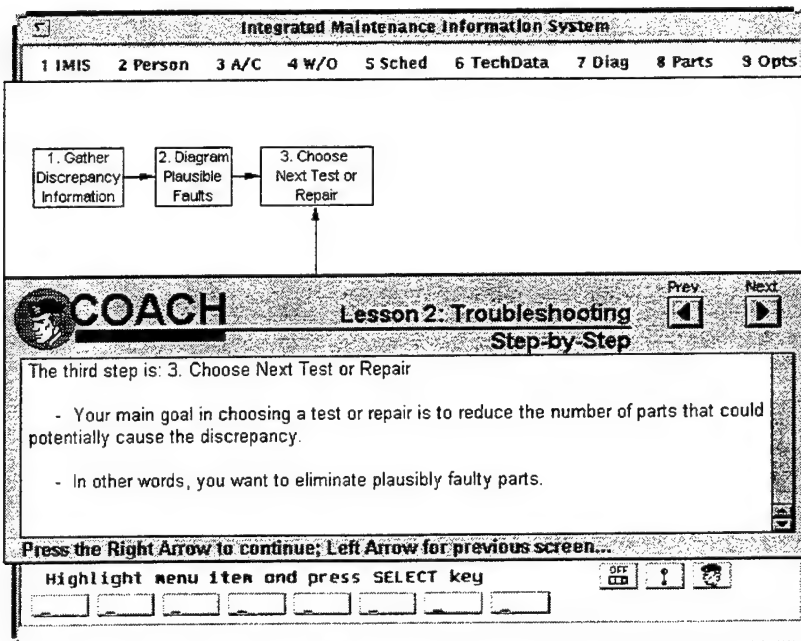 Integrated Maintenance Information System
1 IMIS 2 Person 3 A/C 4 W/O 5 Sched 6 TechData 7 Diag 8 Parts 9 Opts
1. Gather
Discrepancy
Information
2. Diagram
Plausible
Faults
3. Choose
Next Test or
Repair
COACH
Lesson 2: Troubleshooting
Step-by-Step
Prev
Next
The third step is: 3. Choose Next Test or Repair
- Your main goal in choosing a test or repair is to reduce the number of parts that could
potentially cause the discrepancy.
- In other words, you want to eliminate plausibly faulty parts.
Press the Right Arrow to continue; Left Arrow for previous screen...
Highlight menu item and press SELECT key
OFF